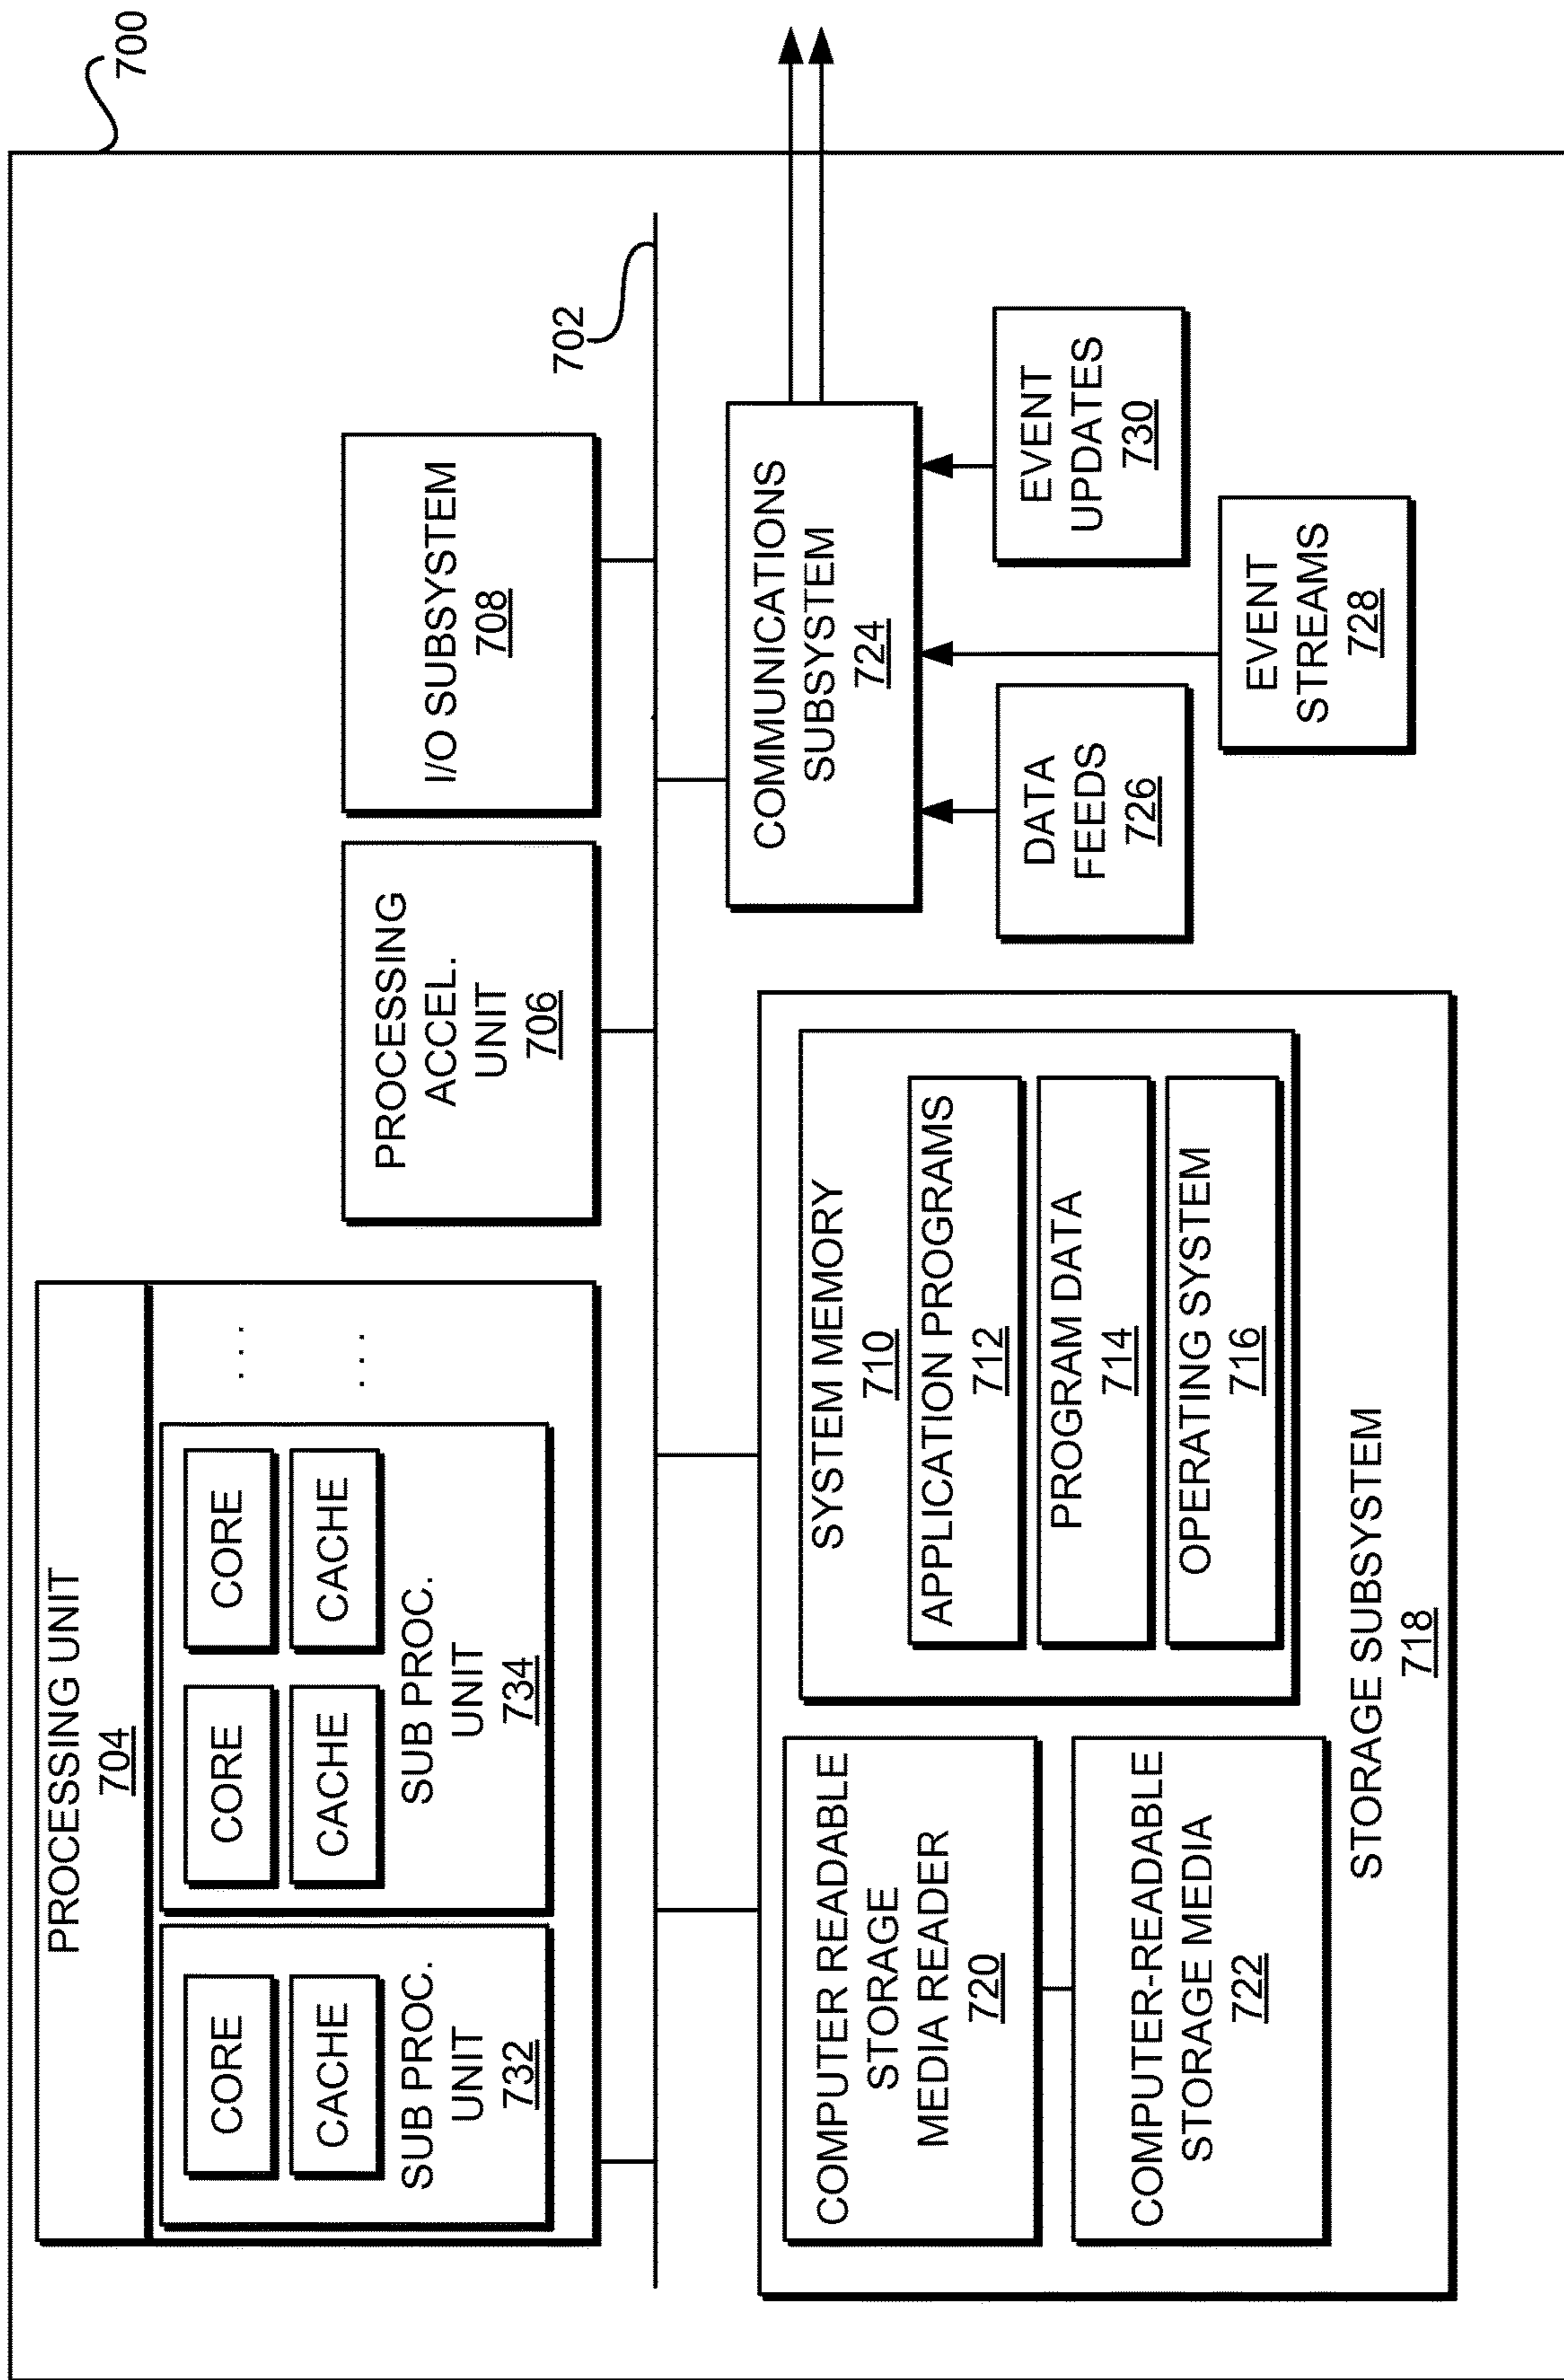 700
PROCESSING UNIT
704
CORE
CACHE
SUB PROC.
UNIT
732
CORE
CORE
CACHE
CACHE
SUB PROC.
UNIT
734
. . .
. . .
PROCESSING
ACCEL.
UNIT
706
I/O SUBSYSTEM
708
702
COMPUTER READABLE
STORAGE
MEDIA READER
720
COMPUTER-READABLE
STORAGE MEDIA
722
SYSTEM MEMORY
710
APPLICATION PROGRAMS
712
PROGRAM DATA
714
OPERATING SYSTEM
716
STORAGE SUBSYSTEM
718
COMMUNICATIONS
SUBSYSTEM
724
DATA
FEEDS
726
EVENT
STREAMS
728
EVENT
UPDATES
730